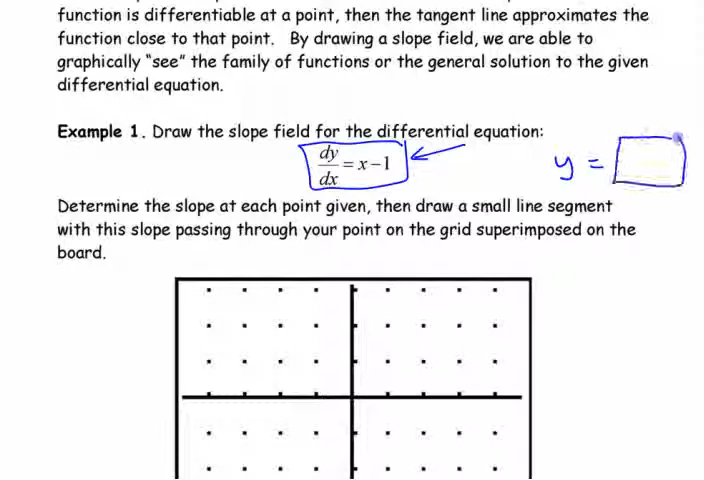 function is differentiable at a point, then the tangent line approximates the
function close to that point. By drawing a slope field, we are able to
graphically "see" the family of functions or the general solution to the given
differential equation.
Example 1. Draw the slope field for the differential equation:
dy/dx = x-1
y =
Determine the slope at each point given, then draw a small line segment
with this slope passing through your point on the grid superimposed on the
board.